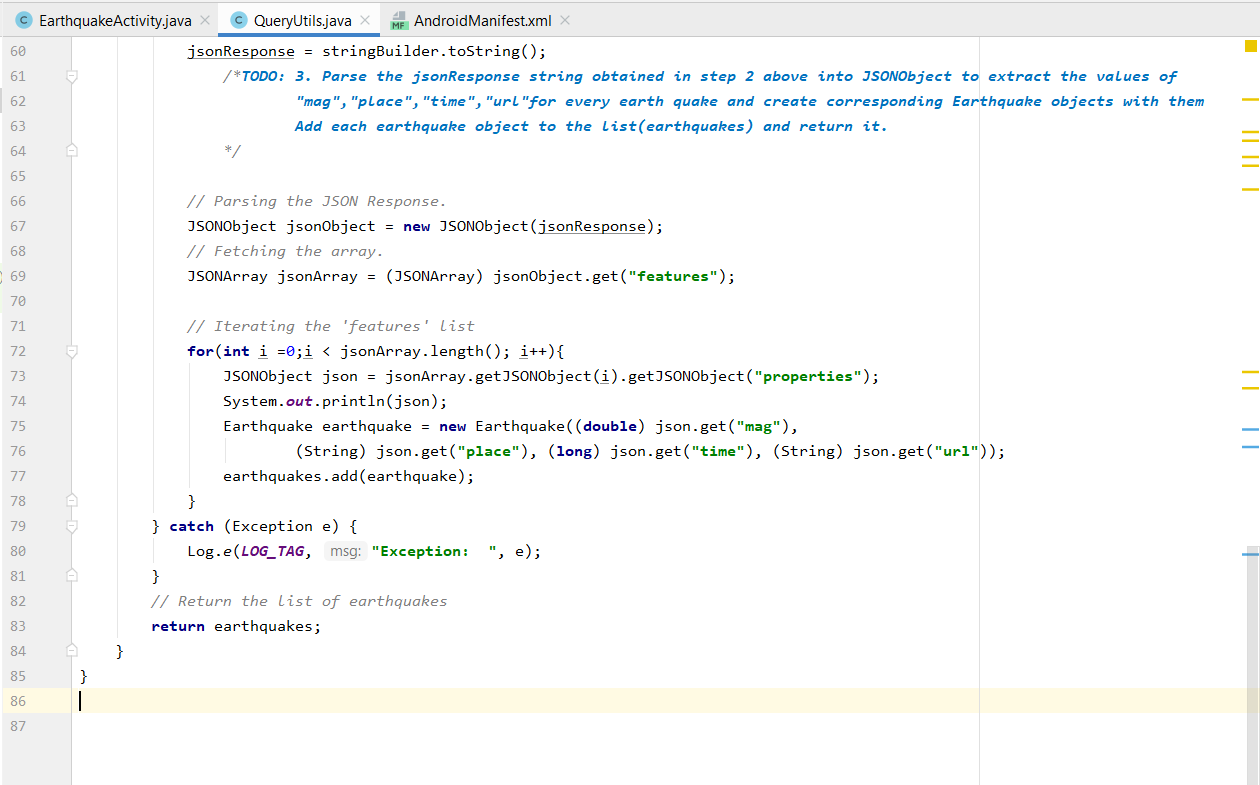 C EarthquakeActivity.java × C QueryUtils.java × MF AndroidManifest.xml ×
60 jsonResponse = stringBuilder.toString();
61 /*TODO: 3. Parse the jsonResponse string obtained in step 2 above into JSONObject to extract the values of
62 "mag","place","time","url"for every earth quake and create corresponding Earthquake objects with them
63 Add each earthquake object to the list(earthquakes) and return it.
64 */
65
66 // Parsing the JSON Response.
67 JSONObject jsonObject = new JSONObject(jsonResponse);
68 // Fetching the array.
69 JSONArray jsonArray = (JSONArray) jsonObject.get("features");
70
71 // Iterating the 'features' list
72 for(int i =0;i < jsonArray.length(); i++){
73 JSONObject json = jsonArray.getJSONObject(i).getJSONObject("properties");
74 System.out.println(json);
75 Earthquake earthquake = new Earthquake((double) json.get("mag"),
76 (String) json.get("place"), (long) json.get("time"), (String) json.get("url"));
77 earthquakes.add(earthquake);
78 }
79 } catch (Exception e) {
80 Log.e(LOG_TAG, msg: "Exception:  ", e);
81 }
82 // Return the list of earthquakes
83 return earthquakes;
84 }
85 }
86
87